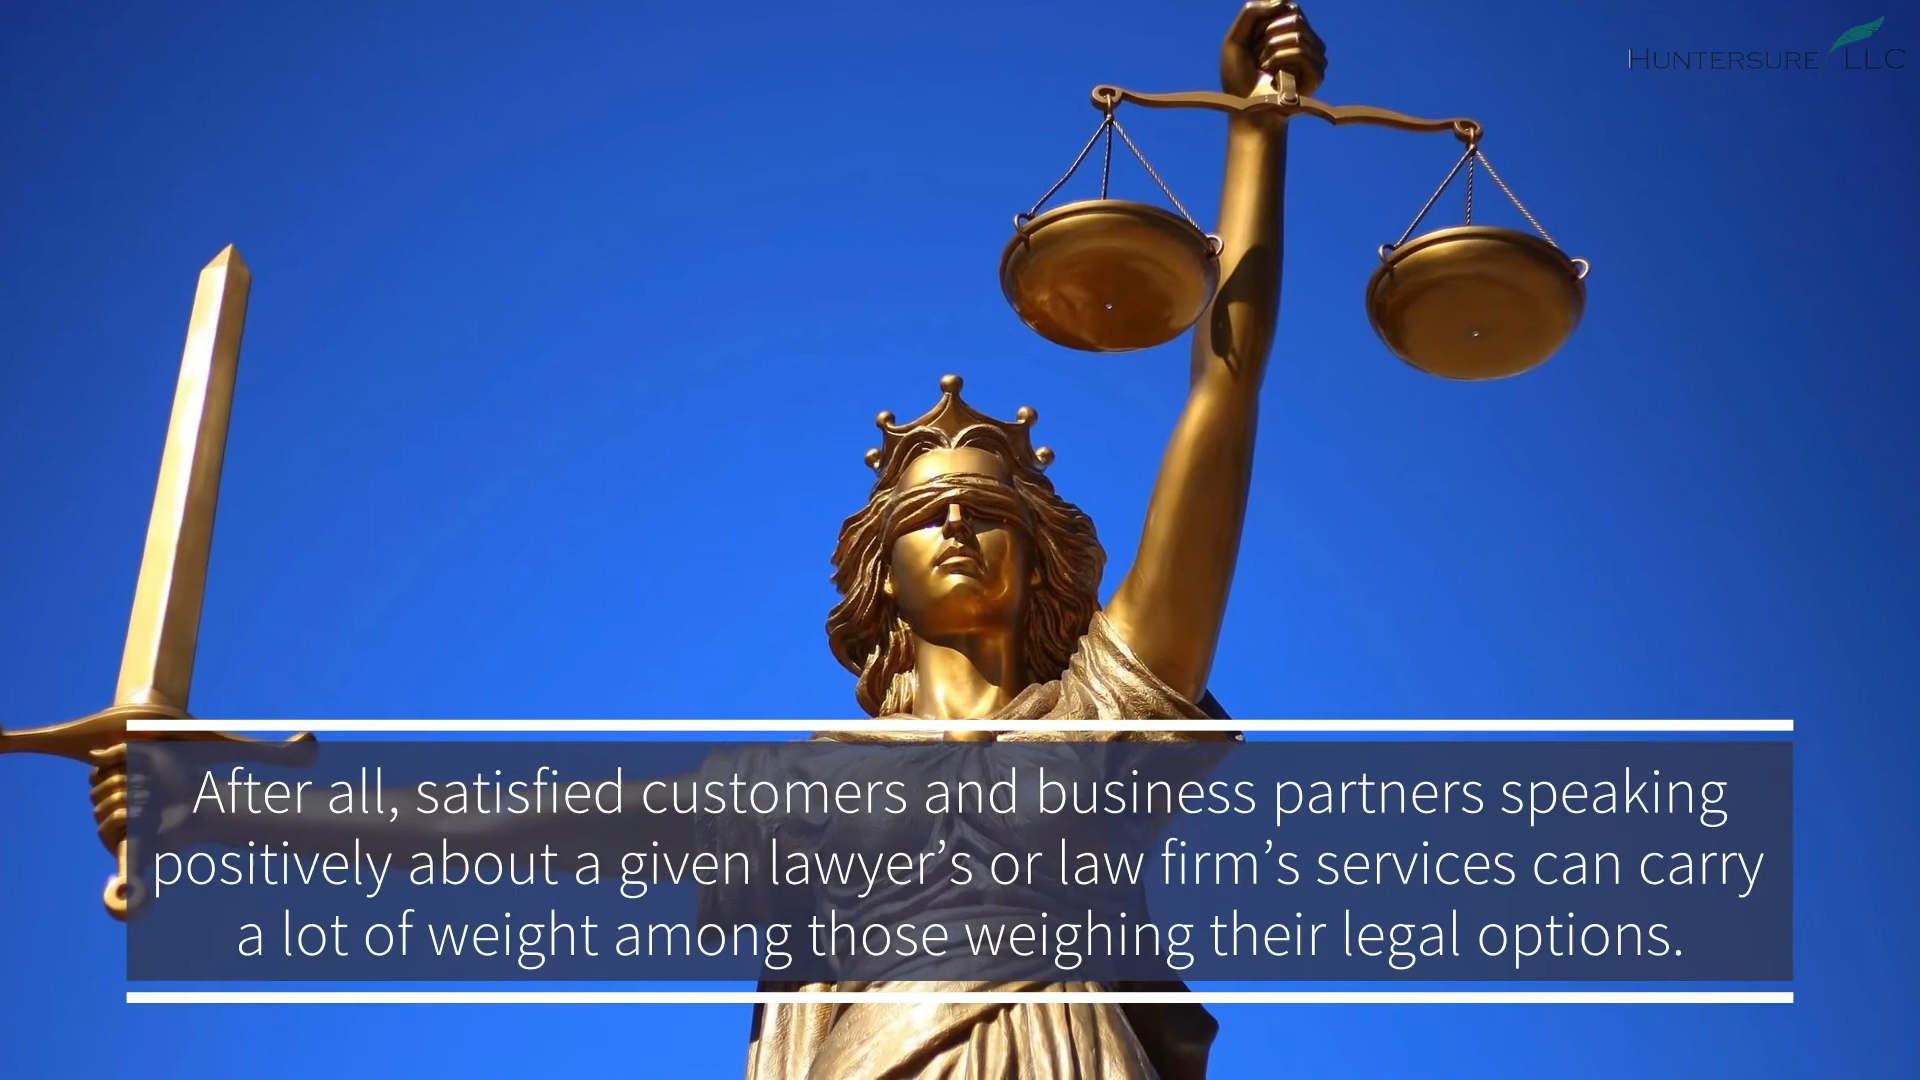 HUNTERSURE LLC
After all, satisfied customers and business partners speaking
positively about a given lawyer’s or law firm’s services can carry
a lot of weight among those weighing their legal options.